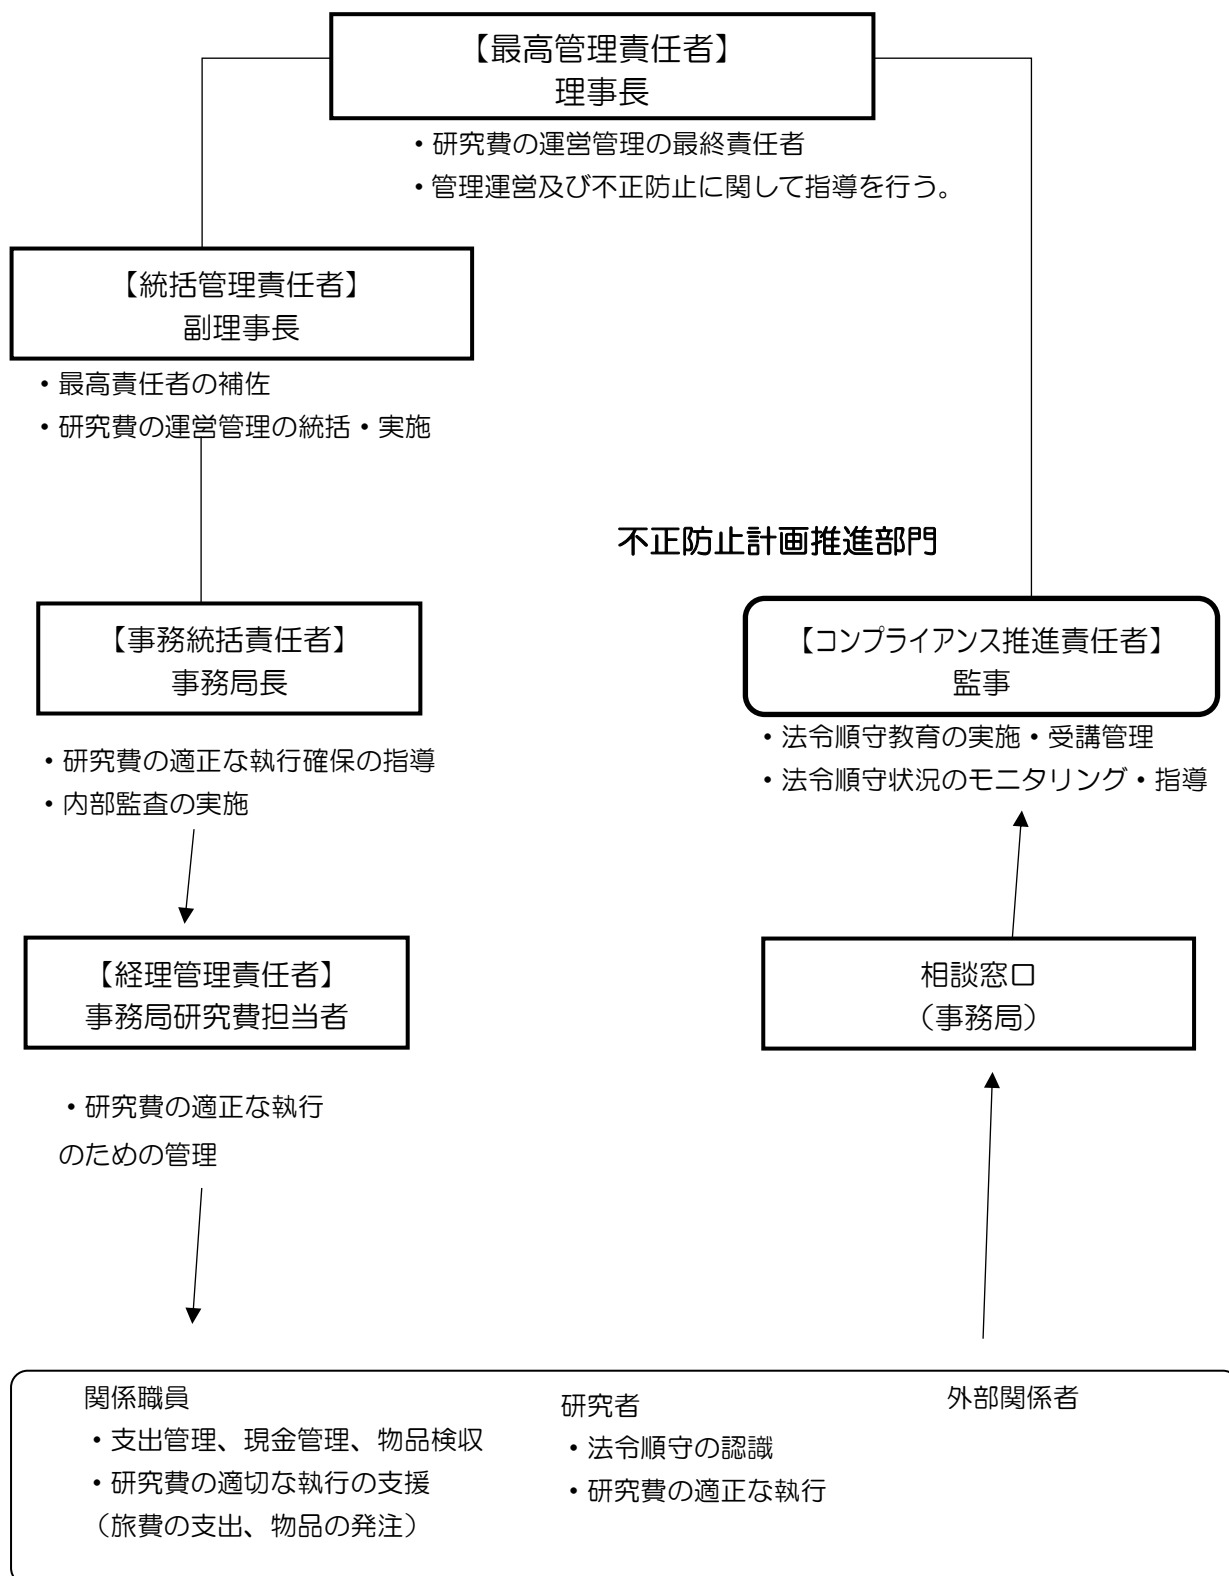 【最高管理責任者】
理事長
・研究費の運営管理の最終責任者
・管理運営及び不正防止に関して指導を行う。
【統括管理責任者】
副理事長
・最高責任者の補佐
・研究費の運営管理の統括・実施
不正防止計画推進部門
【事務統括責任者】
事務局長
・研究費の適正な執行確保の指導
・内部監査の実施
【コンプライアンス推進責任者】
監事
・法令順守教育の実施・受講管理
・法令順守状況のモニタリング・指導
【経理管理責任者】
事務局研究費担当者
・研究費の適正な執行
のための管理
相談窓口
（事務局）
関係職員
・支出管理、現金管理、物品検収
・研究費の適切な執行の支援
（旅費の支出、物品の発注）
研究者
・法令順守の認識
・研究費の適正な執行
外部関係者